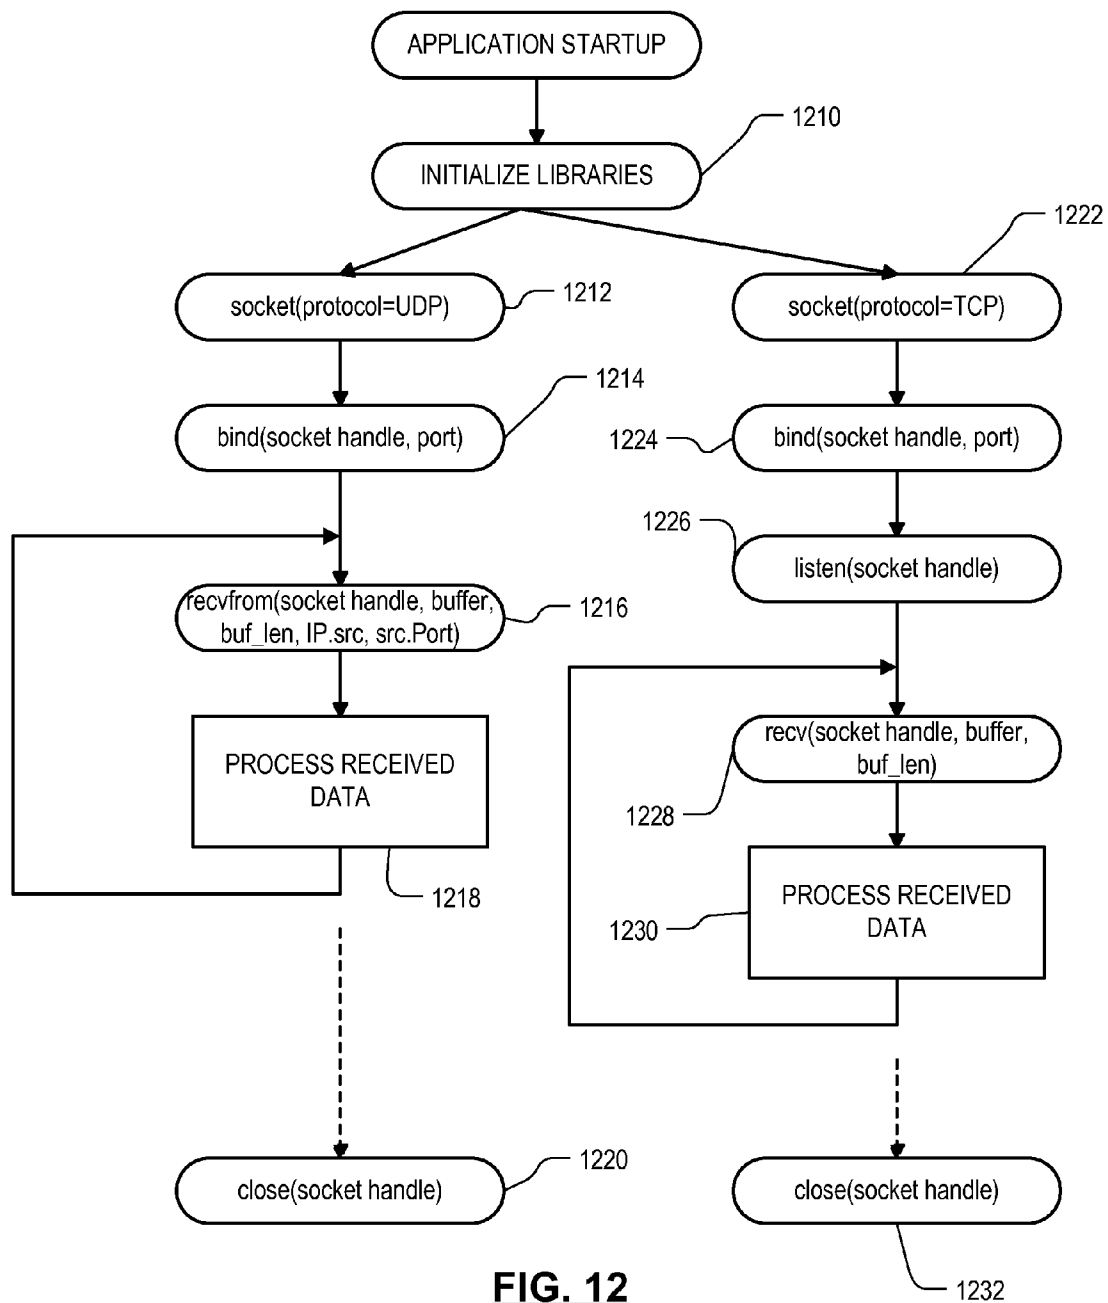 APPLICATION STARTUP
1210
INITIALIZE LIBRARIES
1222
socket(protocol=UDP)
1212
socket(protocol=TCP)
1214
bind(socket handle, port)
1224
bind(socket handle, port)
1226
listen(socket handle)
recvfrom(socket handle, buffer,
buf_len, IP.src, src.Port)
1216
recv(socket handle, buffer,
buf_len)
PROCESS RECEIVED
DATA
1228
1218
PROCESS RECEIVED
DATA
1230
1220
close(socket handle)
close(socket handle)
1232
FIG. 12